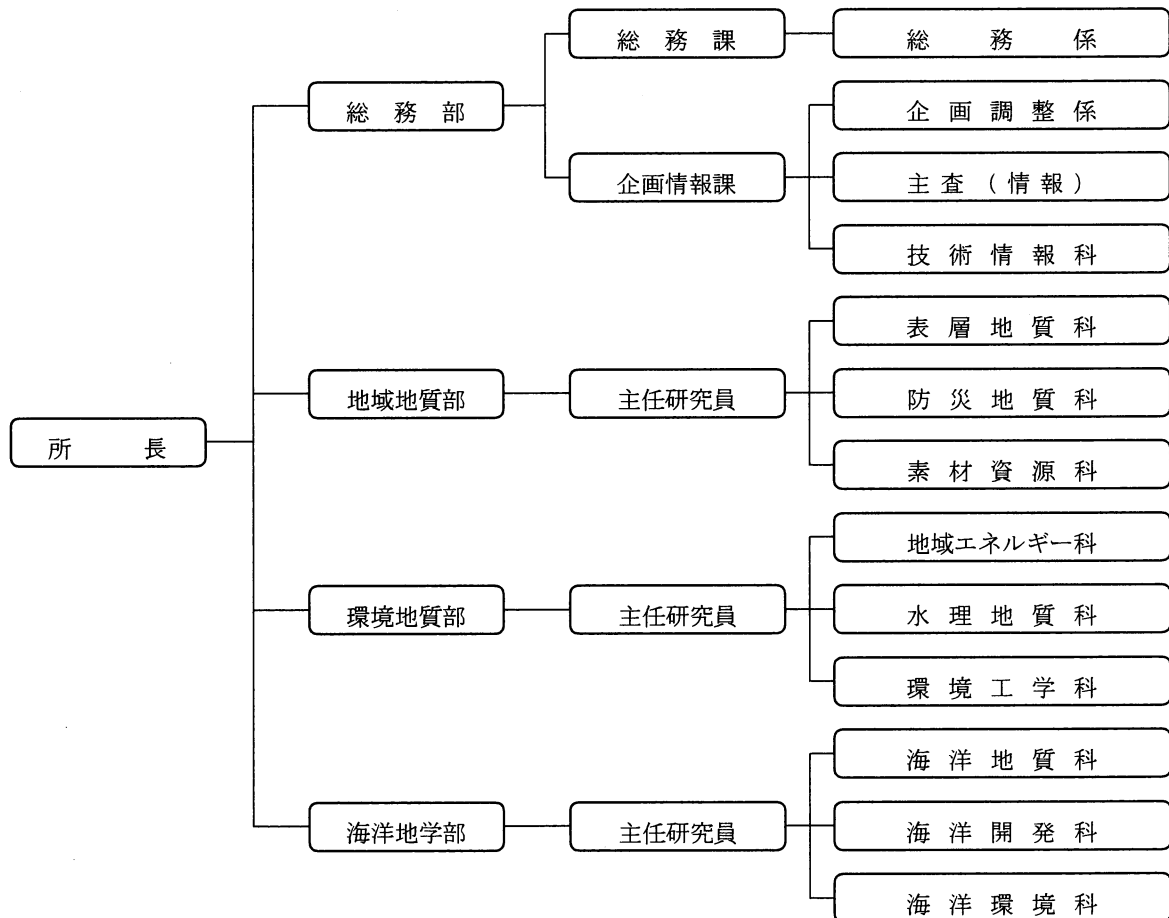 総務課
総務係
総務部
企画調整係
企画情報課
主査（情報）
技術情報科
表層地質科
地域地質部
主任研究員
防災地質科
所長
素材資源科
地域エネルギー科
環境地質部
主任研究員
水理地質科
環境工学科
海洋地質科
海洋地学部
主任研究員
海洋開発科
海洋環境科